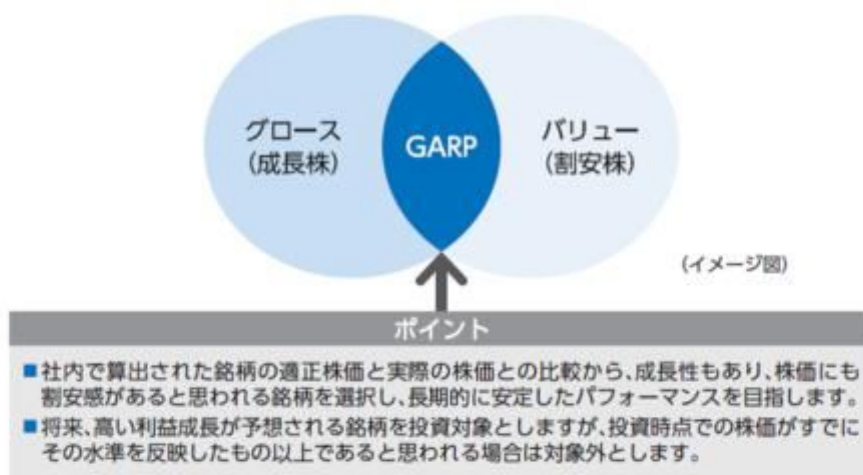 グロース
(成長株)
GARP
バリュー
(割安株)
(イメージ図)
ポイント
■社内で算出された銘柄の適正株価と実際の株価との比較から、成長性もあり、株価にも
割安感があると思われる銘柄を選択し、長期的に安定したパフォーマンスを目指します。
■将来、高い利益成長が予想される銘柄を投資対象としますが、投資時点での株価がすでに
その水準を反映したもの以上であると思われる場合は対象外とします。